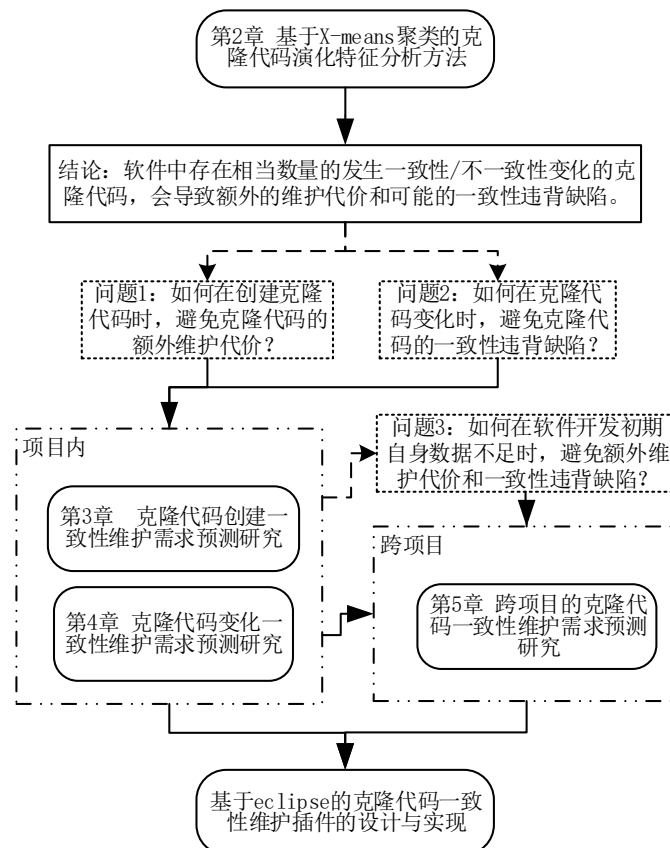 第2章 基于X-means聚类的克
隆代码演化特征分析方法
结论：软件中存在相当数量的发生一致性/不一致性变化的克
隆代码，会导致额外的维护代价和可能的一致性违背缺陷。
问题1：如何在创建克隆
代码时，避免克隆代码的
额外维护代价？
问题2：如何在克隆代
码变化时，避免克隆代
码的一致性违背缺陷？
项目内
问题3：如何在软件开发初期
自身数据不足时，避免额外维
护代价和一致性违背缺陷？
第3章 克隆代码创建一
致性维护需求预测研究
跨项目
第4章 克隆代码变化一
致性维护需求预测研究
第5章 跨项目的克隆代
码一致性维护需求预测
研究
基于eclipse的克隆代码一致
性维护插件的设计与实现